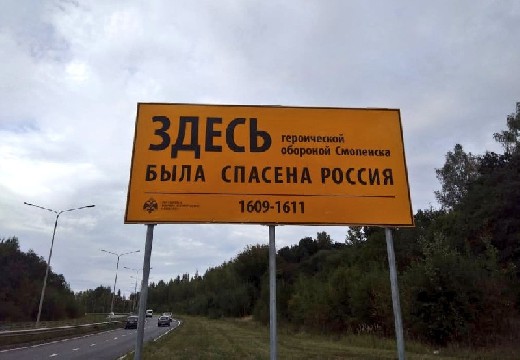 ЗДЕСЬ героической
обороной Смоленска
БЫЛА СПАСЕНА РОССИЯ
1609-1611